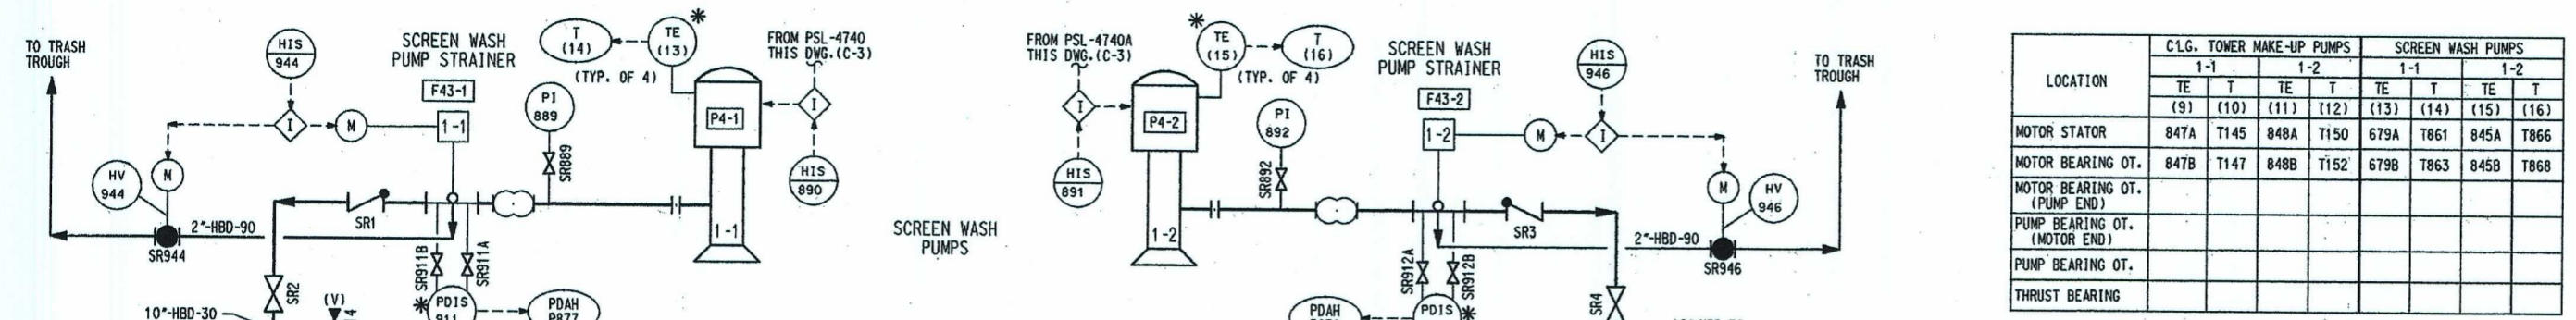 TO TRASH
TROUGH
HIS
944
SCREEN WASH
PUMP STRAINER
F43-1
T
(14)
TE
(13)
*
(TYP. OF 4)
FROM PSL-4740
THIS DWG.(C-3)
I
M
1-1
PI
889
SR889
P4-1
I
HIS
890
HV
944
M
SR1
2"-HBD-90
SR944
1-1
SCREEN WASH
PUMPS
SR911B
SR911A
SR2
10"-HBD-30
(V)
*
PDIS
911
PDAH
P877
FROM PSL-4740A
THIS DWG.(C-3)
*
TE
(15)
T
(16)
(TYP. OF 4)
SCREEN WASH
PUMP STRAINER
F43-2
HIS
946
TO TRASH
TROUGH
I
P4-2
PI
892
1-2
M
I
HIS
891
SR892
M
HV
946
SR3
1-2
2"-HBD-90
SR946
SR912A
SR912B
SR4
PDAH
PDIS
*
LOCATION
CLG. TOWER MAKE-UP PUMPS SCREEN WASH PUMPS
1-1 1-2 1-1 1-2
TE T TE T TE T TE T
(9) (10) (11) (12) (13) (14) (15) (16)
MOTOR STATOR 847A T145 848A T150 679A T861 845A T866
MOTOR BEARING OT. 847B T147 848B T152 679B T863 845B T868
MOTOR BEARING OT.
(PUMP END)
PUMP BEARING OT.
(MOTOR END)
PUMP BEARING OT.
THRUST BEARING